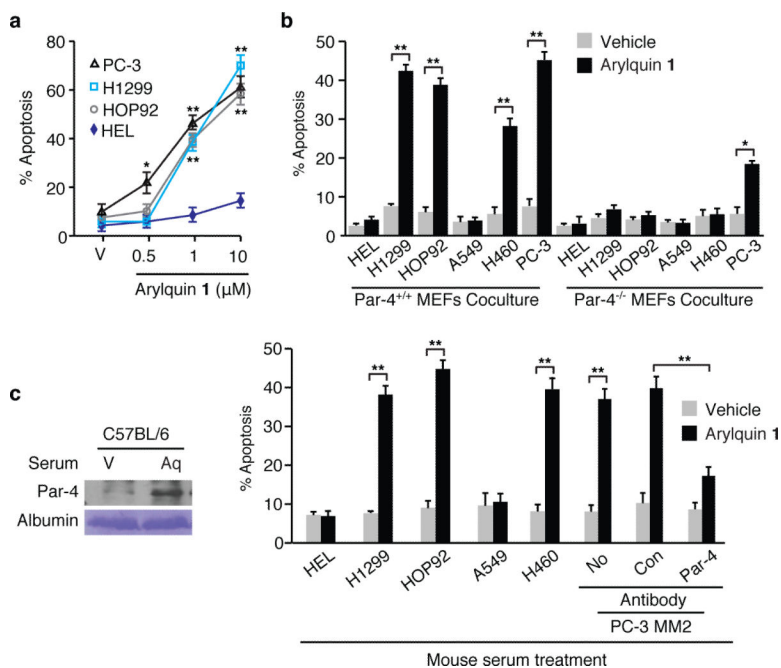 a
% Apoptosis
80
60
40
20
0
PC-3
H1299
HOP92
HEL
*
**
**
**
**
V
0.5
1
10
Arylquin 1 (μM)
b
% Apoptosis
50
40
30
20
10
0
Vehicle
Arylquin 1
**
**
**
**
*
HEL
H1299
HOP92
A549
H460
PC-3
HEL
H1299
HOP92
A549
H460
PC-3
Par-4+/+ MEFs Coculture
Par-4-/- MEFs Coculture
c
C57BL/6
Serum V Aq
Par-4
Albumin
% Apoptosis
50
40
30
20
10
0
Vehicle
Arylquin 1
**
**
**
**
**
HEL
H1299
HOP92
A549
H460
No
Con
Par-4
Antibody
PC-3 MM2
Mouse serum treatment